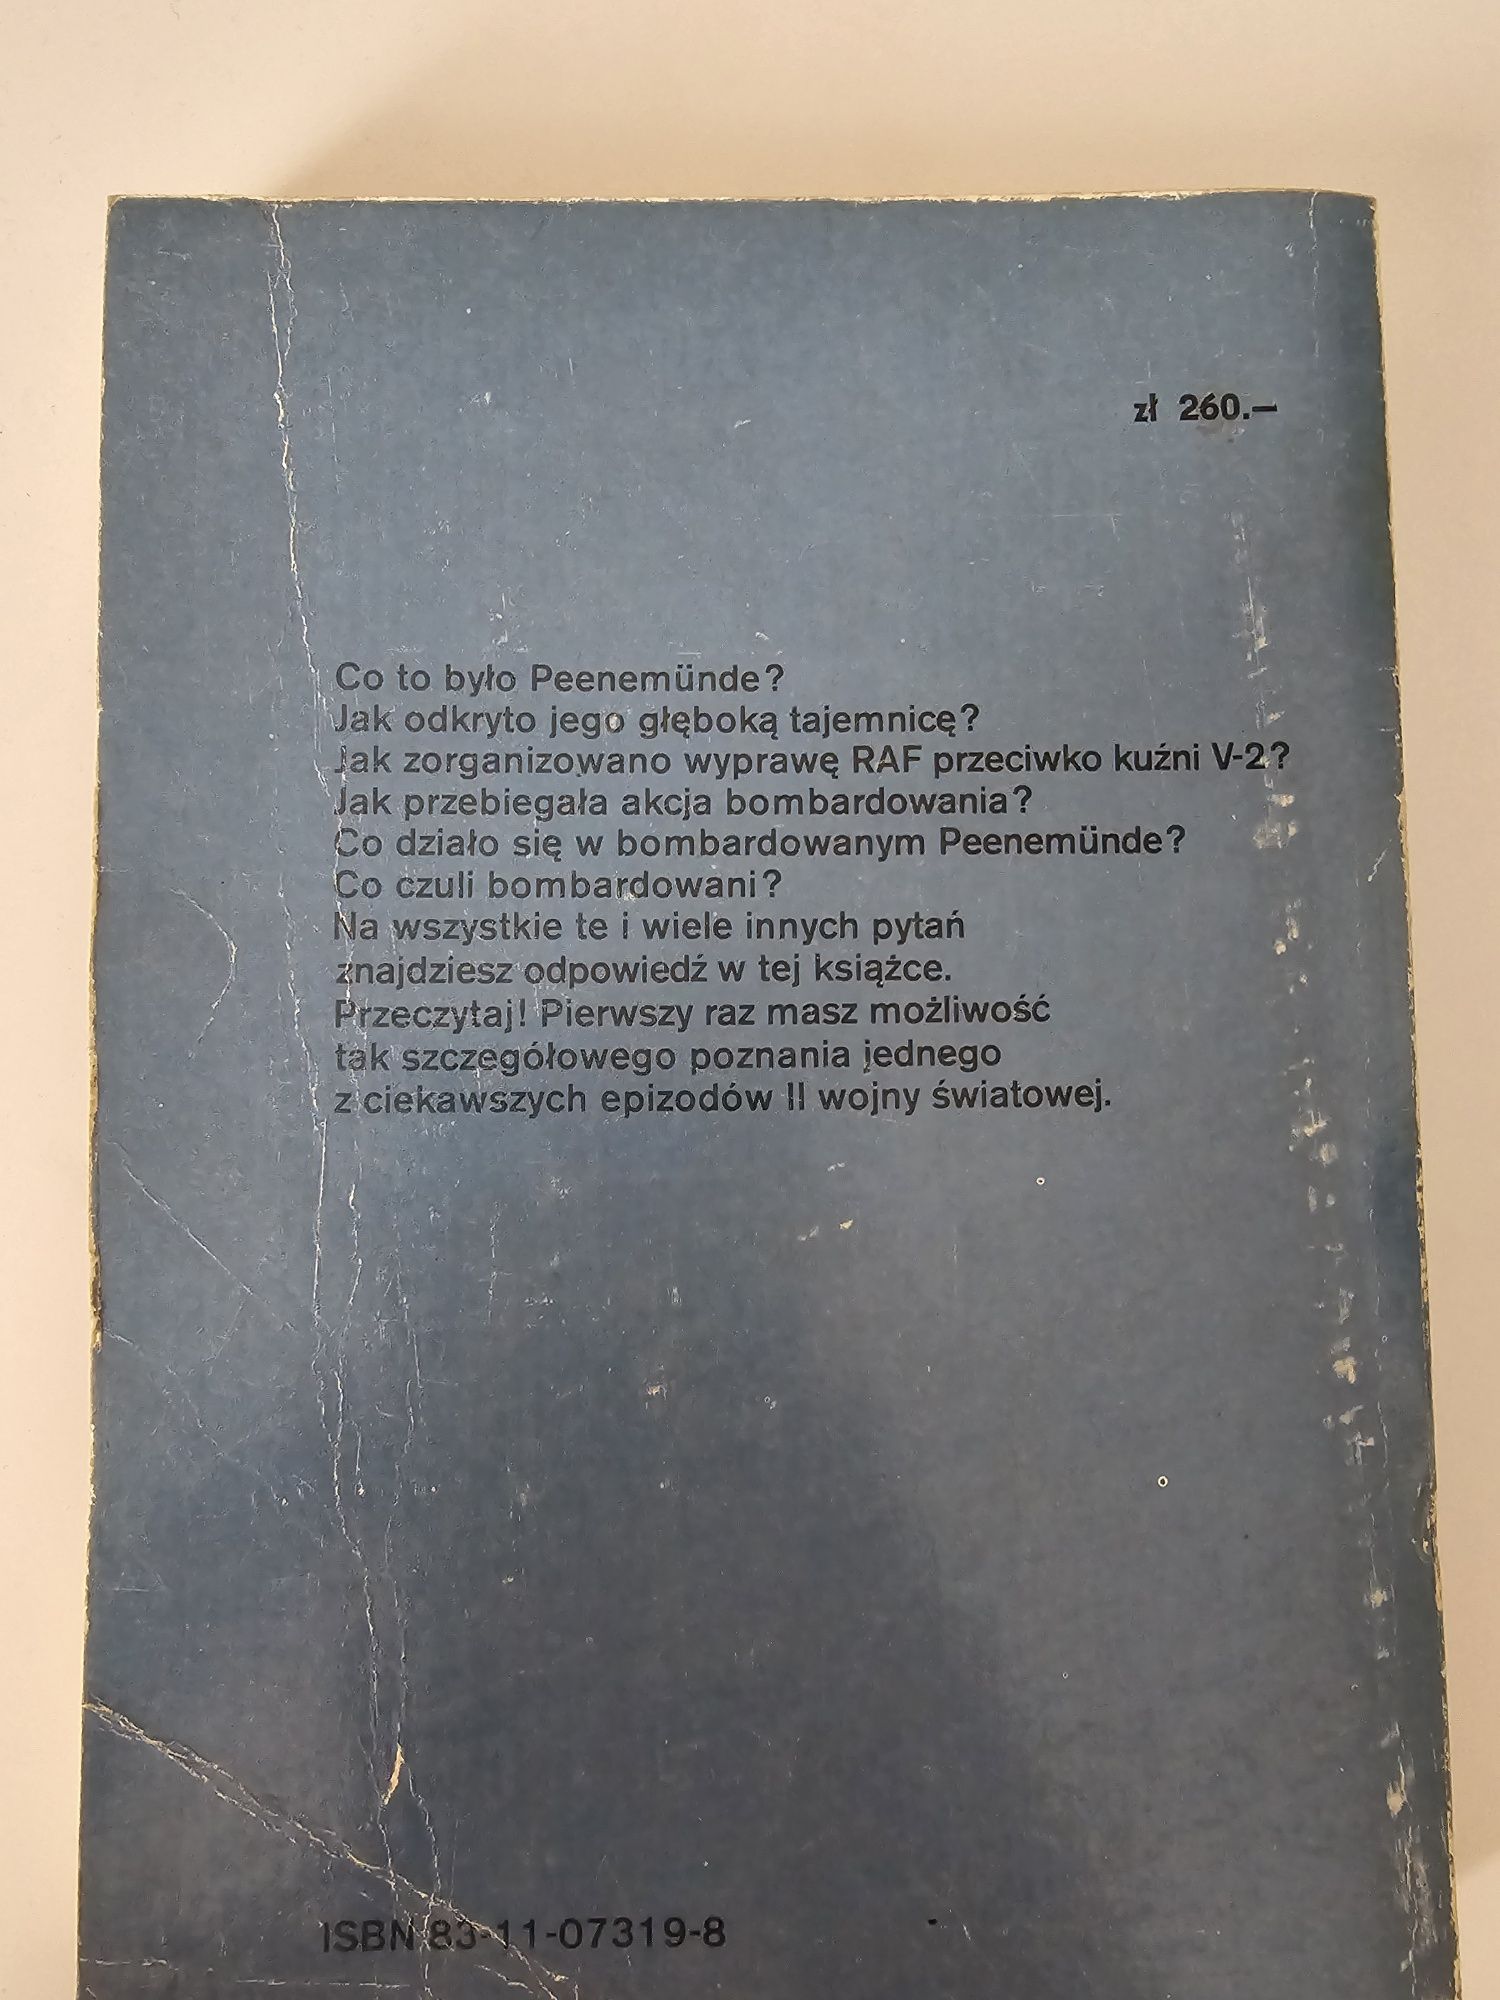 zł 260.—
Co to było Peenemünde?
Jak odkryto jego głęboką tajemnicę?
Jak zorganizowano wyprawę RAF przeciwko kuźni V-2?
Jak przebiegała akcja bombardowania?
Co działo się w bombardowanym Peenemünde?
Co czuli bombardowani?
Na wszystkie te i wiele innych pytań
znajdziesz odpowiedź w tej książce.
Przeczytaj! Pierwszy raz masz możliwość
tak szczegółowego poznania jednego
z ciekawszych epizodów II wojny światowej.
ISBN 83-11-07319-8